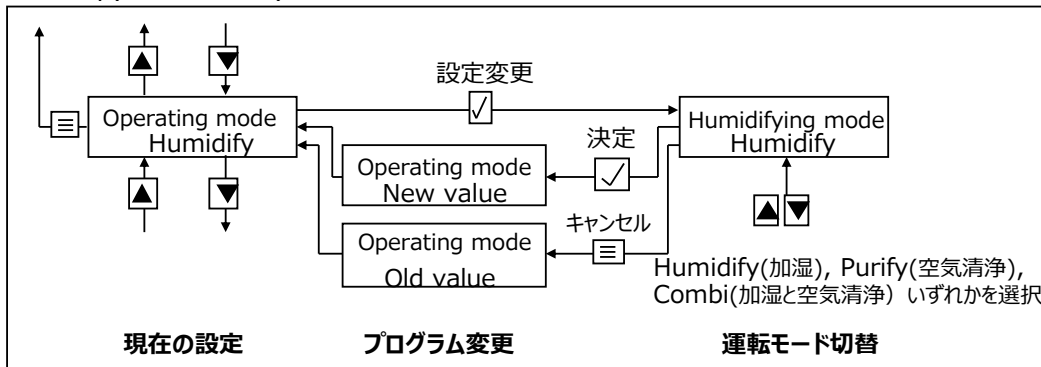 設定変更
Operating mode
Humidify
Humidifying mode
Humidify
決定
Operating mode
New value
キャンセル
Operating mode
Old value
Humidify(加湿), Purify(空気清浄),
Combi(加湿と空気清浄) いずれかを選択
現在の設定
プログラム変更
運転モード切替